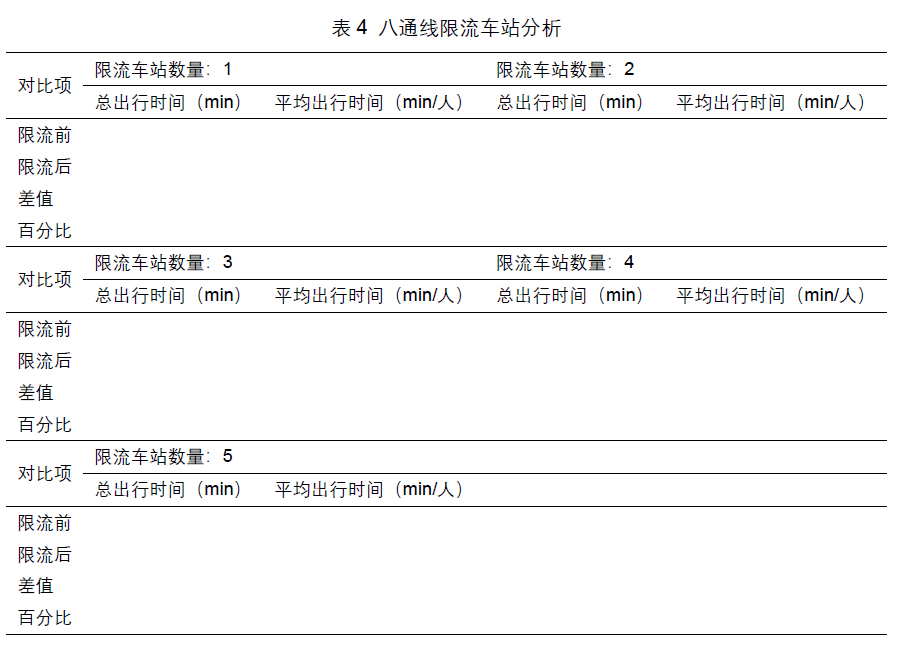 表 4 八通线限流车站分析
对比项 限流车站数量：1 限流车站数量：2
总出行时间（min） 平均出行时间（min/人） 总出行时间（min） 平均出行时间（min/人）
限流前
限流后
差值
百分比
对比项 限流车站数量：3 限流车站数量：4
总出行时间（min） 平均出行时间（min/人） 总出行时间（min） 平均出行时间（min/人）
限流前
限流后
差值
百分比
对比项 限流车站数量：5
总出行时间（min） 平均出行时间（min/人）
限流前
限流后
差值
百分比